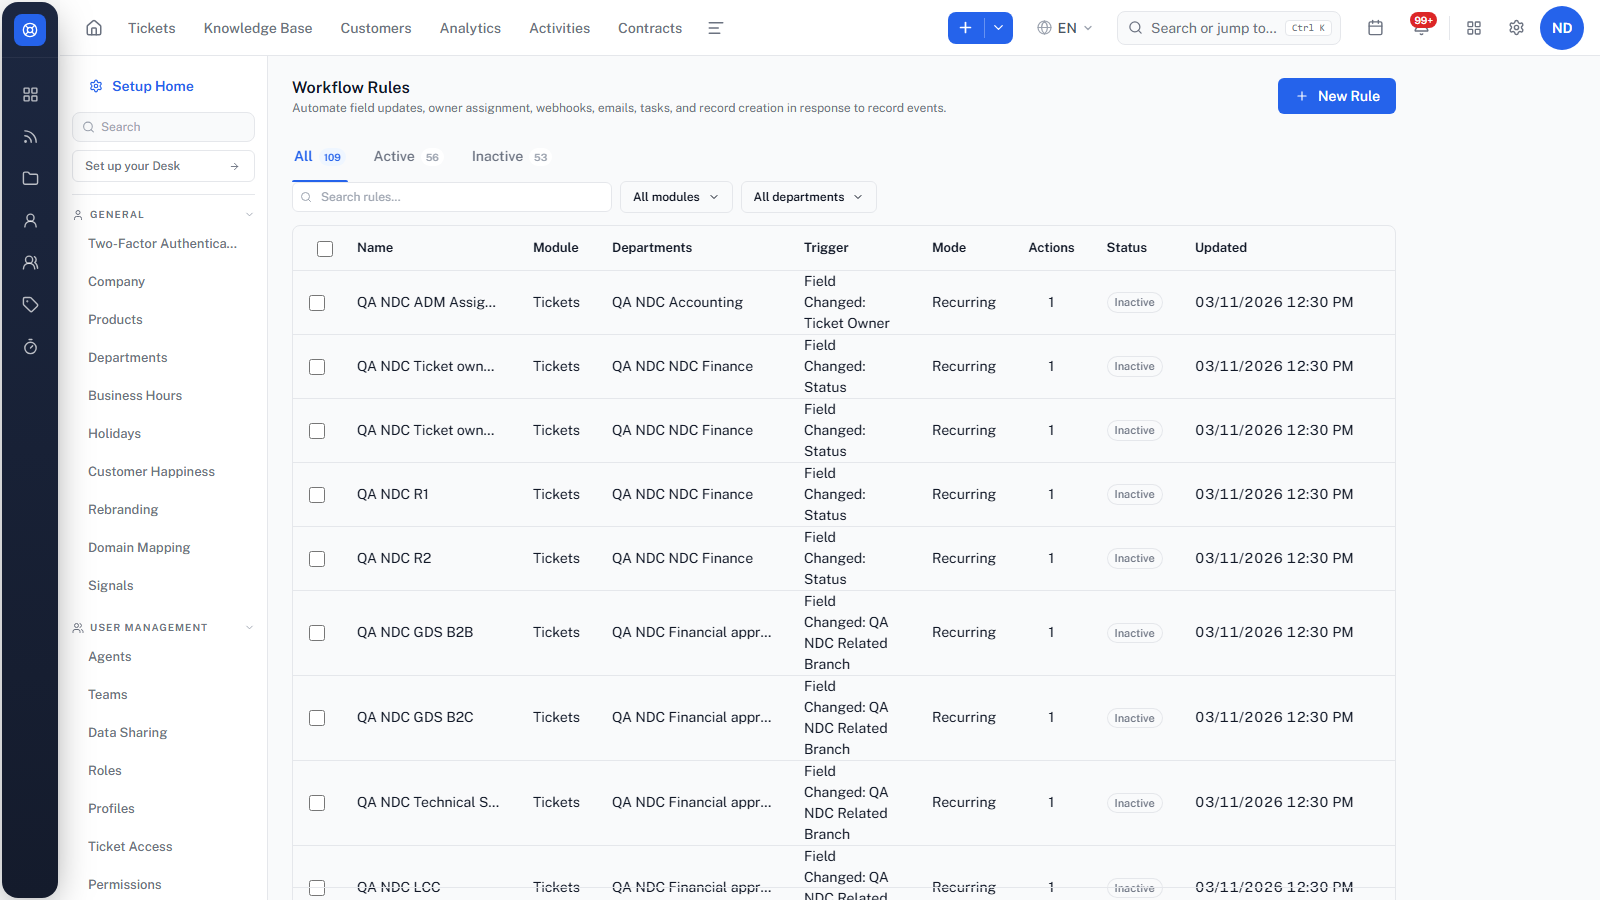 Tickets
Knowledge Base
Customers
Analytics
Activities
Contracts
EN
Search or jump to...
Ctrl K
99+
ND
Setup Home
Search
Set up your Desk
GENERAL
Two-Factor Authentica...
Company
Products
Departments
Business Hours
Holidays
Customer Happiness
Rebranding
Domain Mapping
Signals
USER MANAGEMENT
Agents
Teams
Data Sharing
Roles
Profiles
Ticket Access
Permissions
Workflow Rules
Automate field updates, owner assignment, webhooks, emails, tasks, and record creation in response to record events.
New Rule
All 109
Active 56
Inactive 53
Search rules...
All modules
All departments
Name Module Departments Trigger Mode Actions Status Updated
QA NDC ADM Assig... Tickets QA NDC Accounting Field Changed: Ticket Owner Recurring 1 Inactive 03/11/2026 12:30 PM
QA NDC Ticket own... Tickets QA NDC NDC Finance Field Changed: Status Recurring 1 Inactive 03/11/2026 12:30 PM
QA NDC Ticket own... Tickets QA NDC NDC Finance Field Changed: Status Recurring 1 Inactive 03/11/2026 12:30 PM
QA NDC R1 Tickets QA NDC NDC Finance Field Changed: Status Recurring 1 Inactive 03/11/2026 12:30 PM
QA NDC R2 Tickets QA NDC NDC Finance Field Changed: Status Recurring 1 Inactive 03/11/2026 12:30 PM
QA NDC GDS B2B Tickets QA NDC Financial appr... Field Changed: QA NDC Related Branch Recurring 1 Inactive 03/11/2026 12:30 PM
QA NDC GDS B2C Tickets QA NDC Financial appr... Field Changed: QA NDC Related Branch Recurring 1 Inactive 03/11/2026 12:30 PM
QA NDC Technical S... Tickets QA NDC Financial appr... Field Changed: QA NDC Related Branch Recurring 1 Inactive 03/11/2026 12:30 PM
QA NDC LCC Tickets QA NDC Financial appr... Field Changed: QA NDC Related Recurring 1 Inactive 03/11/2026 12:30 PM